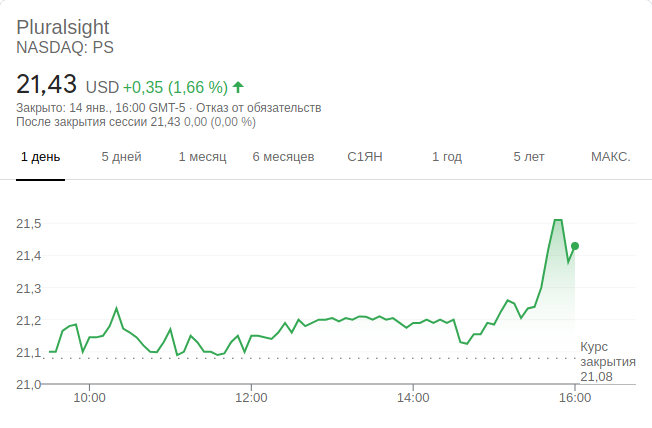 Pluralsight
NASDAQ: PS
21,43 USD +0,35 (1,66 %)
Закрыто: 14 янв., 16:00 GMT-5 · Отказ от обязательств
После закрытия сессии 21,43 0,00 (0,00 %)
1 день 5 дней 1 месяц 6 месяцев С1ЯН 1 год 5 лет МАКС.
21,5
21,4
21,3
21,2
21,1
21,0
Курс
закрытия
21,08
10:00 12:00 14:00 16:00